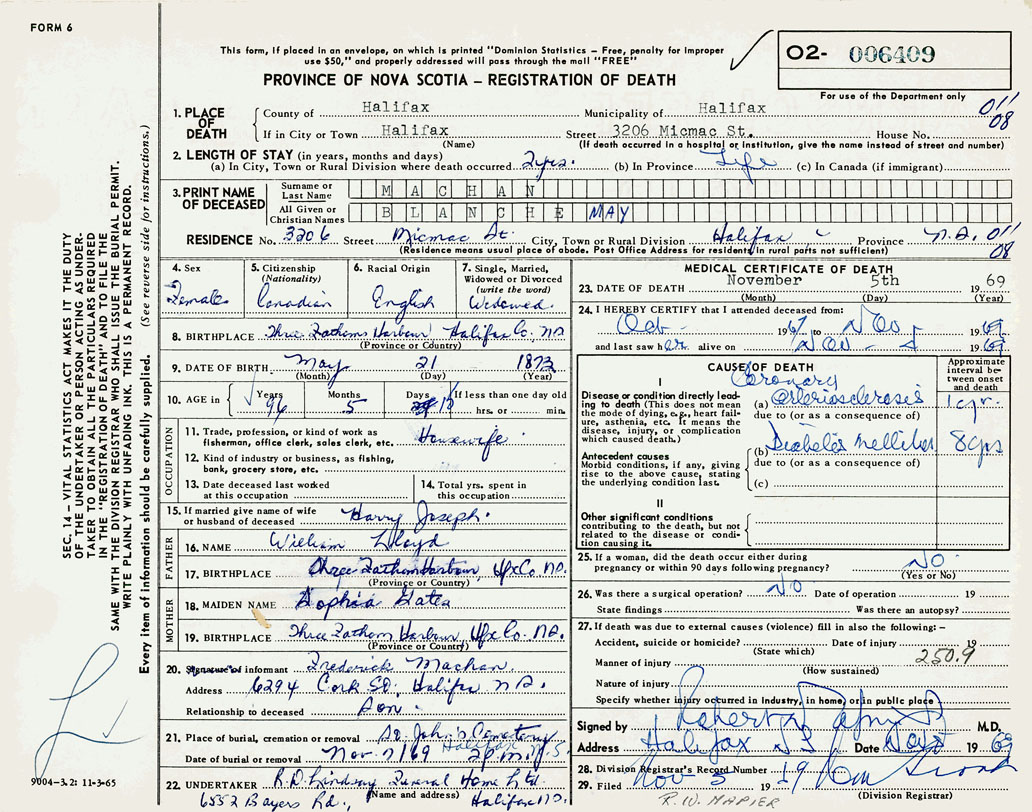 FORM 6
This form, if placed in an envelope, on which is printed "Dominion Statistics – Free, penalty for improper
use $50," and properly addressed will pass through the mail "FREE"
PROVINCE OF NOVA SCOTIA – REGISTRATION OF DEATH
02- 006409
For use of the Department only
011
08
1. PLACE OF DEATH County of Halifax Municipality of Halifax
If in City or Town Halifax Street 3206 Micmac St. House No.
(Name) (If death occurred in a hospital or institution, give the name instead of street and number)
2. LENGTH OF STAY (in years, months and days)
(a) In City, Town or Rural Division where death occurred 2 yrs. (b) In Province Life (c) In Canada (if immigrant)
3. PRINT NAME OF DECEASED Surname or Last Name MACHAN
All Given or Christian Names BLANCHE MAY
RESIDENCE No. 3206 Street Micmac St. City, Town or Rural Division Halifax Province N.S. 011
(Residence means usual place of abode. Post Office Address for residents in rural parts not sufficient) 08
4. Sex 5. Citizenship (Nationality) 6. Racial Origin 7. Single, Married, Widowed or Divorced (write the word)
Female Canadian English Widowed
8. BIRTHPLACE Three Fathoms Harbour, Halifax Co. N.S.
(Province or Country)
9. DATE OF BIRTH May 21 1873
(Month) (Day) (Year)
10. AGE in Years Months Days If less than one day old
96 5 hrs. or min.
OCCUPATION
11. Trade, profession, or kind of work as
fisherman, office clerk, sales clerk, etc. Housewife
12. Kind of industry or business, as fishing,
bank, grocery store, etc.
13. Date deceased last worked at this occupation
14. Total yrs. spent in this occupation
15. If married give name of wife
or husband of deceased Harry Joseph
FATHER
16. NAME William Lloyd
17. BIRTHPLACE Three Fathom Harbour, Hfx Co. N.S.
(Province or Country)
MOTHER
18. MAIDEN NAME Sophia Gates
19. BIRTHPLACE Three Fathom Harbour, Hfx Co. N.S.
(Province or Country)
20. Signature of informant Frederick Machan
Address 6294 Cork St., Halifax N.S.
Relationship to deceased Son
21. Place of burial, cremation or removal St. John's Cemetery
Halifax
Date of burial or removal Nov. 7/69 2 p.m. N.S.
22. UNDERTAKER R.D. Lindsay Funeral Home Ltd.
(Name and address)
6552 Bayers Rd., Halifax N.S.
MEDICAL CERTIFICATE OF DEATH
23. DATE OF DEATH November 5th 1969
(Month) (Day) (Year)
24. I HEREBY CERTIFY that I attended deceased from:
Oct 1967 to Nov 5 1969
and last saw her alive on Nov 1969
CAUSE OF DEATH
Approximate interval between onset and death
I
Disease or condition directly leading to death (This does not mean the mode of dying, e.g., heart failure, asthenia, etc. It means the disease, injury, or complication which caused death.)
Coronary
(a) arteriosclerosis
due to (or as a consequence of)
(b) Diabetes Mellitus 8 yrs
due to (or as a consequence of)
(c)
Antecedent causes
Morbid conditions, if any, giving rise to the above cause, stating the underlying condition last.
II
Other significant conditions
contributing to the death, but not related to the disease or condition causing it.
25. If a woman, did the death occur either during
pregnancy or within 90 days following pregnancy? No
(Yes or No)
26. Was there a surgical operation? No Date of operation 19
State findings Was there an autopsy?
27. If death was due to external causes (violence) fill in also the following: –
Accident, suicide or homicide? Date of injury 19
(State which) 250.9
Manner of injury
(How sustained)
Nature of injury
Specify whether injury occurred in industry, in home, or in public place
Signed by M.D.
Address Halifax N.S. Date Nov 5 1969
28. Division Registrar's Record Number
29. Filed Nov 5 19
(Division Registrar)
R. W. NAPIER
SEC. 14 – VITAL STATISTICS ACT MAKES IT THE DUTY
OF THE UNDERTAKER OR PERSON ACTING AS UNDER-
TAKER TO OBTAIN ALL THE PARTICULARS REQUIRED
IN THE "REGISTRATION OF DEATH" AND TO FILE THE
SAME WITH THE DIVISION REGISTRAR WHO SHALL ISSUE THE BURIAL PERMIT.
WRITE PLAINLY WITH UNFADING INK. THIS IS A PERMANENT RECORD.
Every item of information should be carefully supplied. (See reverse side for instructions.)
9004–3.2: 11-3-65